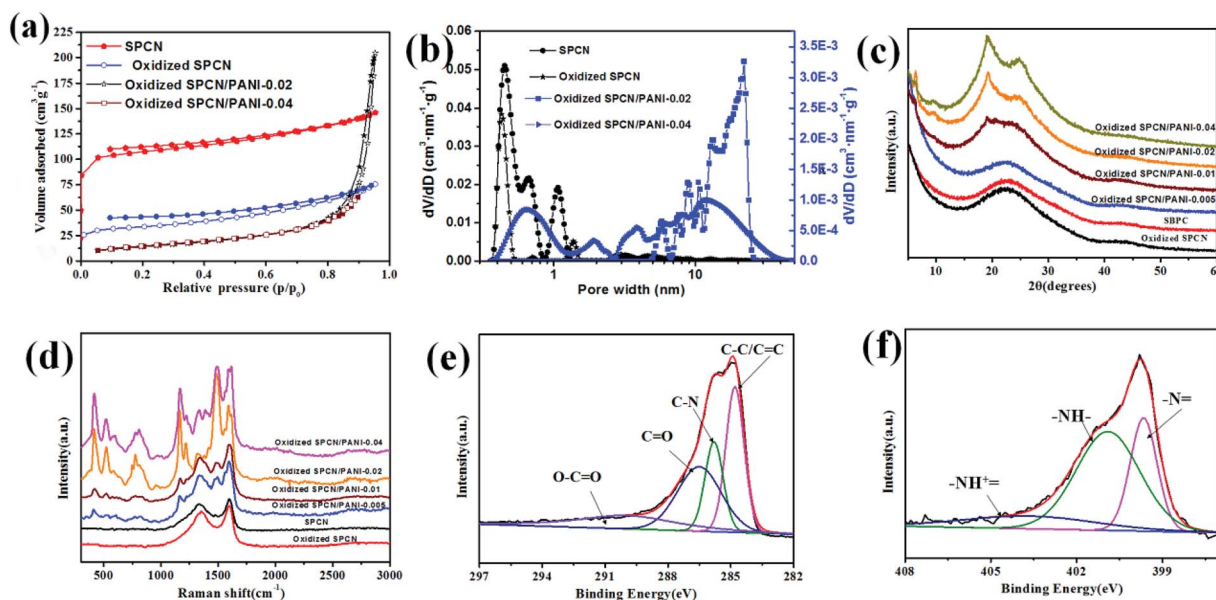 (a)
Volume adsorbed (cm³g⁻¹)
225
200
175
150
125
100
75
50
25
0
SPCN
Oxidized SPCN
Oxidized SPCN/PANI-0.02
Oxidized SPCN/PANI-0.04
0.0 0.2 0.4 0.6 0.8 1.0
Relative pressure (p/p₀)
(b)
dV/dD (cm³·nm⁻¹·g⁻¹)
0.06
0.05
0.04
0.03
0.02
0.01
0.00
SPCN
Oxidized SPCN
Oxidized SPCN/PANI-0.02
Oxidized SPCN/PANI-0.04
3.5E-3
3.0E-3
2.5E-3
2.0E-3
1.5E-3
1.0E-3
5.0E-4
0.0
dV/dD (cm³·nm⁻¹·g⁻¹)
1 10
Pore width (nm)
(c)
Intensity(a.u.)
Oxidized SPCN/PANI-0.04
Oxidized SPCN/PANI-0.02
Oxidized SPCN/PANI-0.01
Oxidized SPCN/PANI-0.005
SBPC
Oxidized SPCN
10 20 30 40 50 60
2θ(degrees)
(d)
Intensity(a.u.)
Oxidized SPCN/PANI-0.04
Oxidized SPCN/PANI-0.02
Oxidized SPCN/PANI-0.01
Oxidized SPCN/PANI-0.005
SPCN
Oxidized SPCN
500 1000 1500 2000 2500 3000
Raman shift(cm⁻¹)
(e)
Intensity(a.u.)
C-C/C=C
C-N
C=O
O-C=O
297 294 291 288 285 282
Binding Energy(eV)
(f)
Intensity(a.u.)
-N=
-NH-
-NH⁺=
408 405 402 399
Binding Energy(eV)